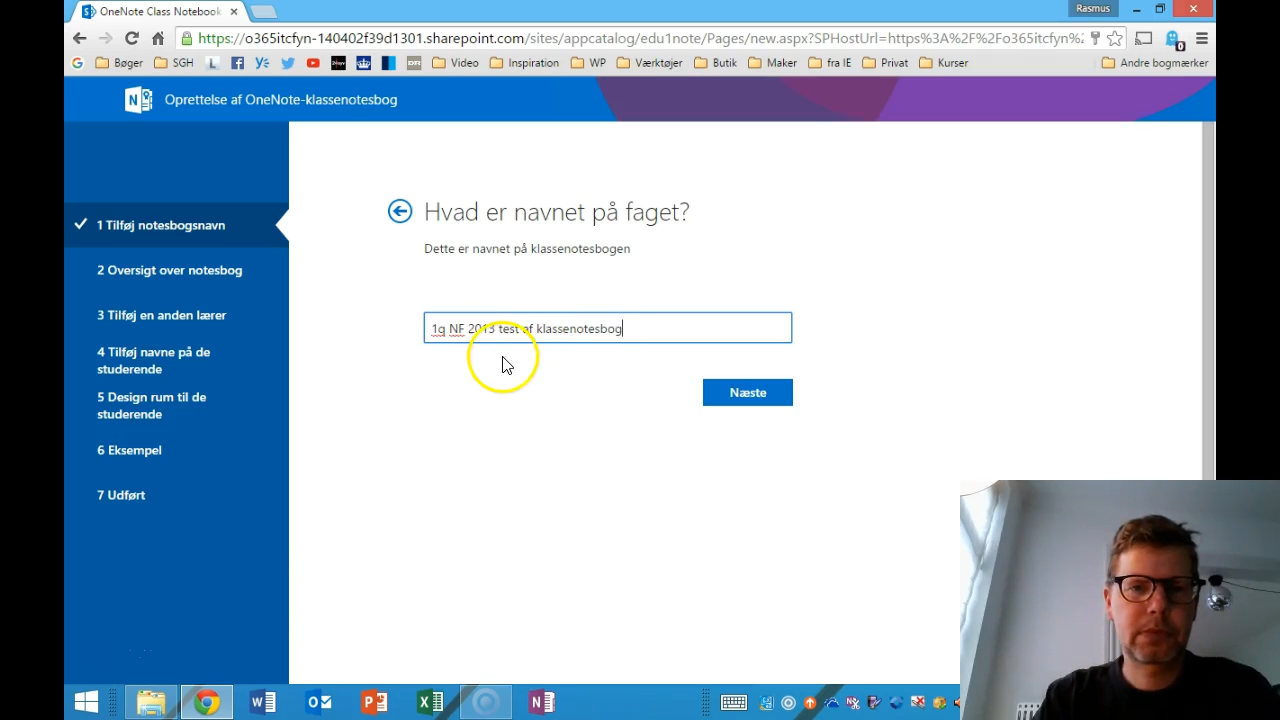 OneNote Class Notebook
Rasmus
https://o365itcfyn-140402f39d1301.sharepoint.com/sites/appcatalog/edu1note/Pages/new.aspx?SPHostUrl=https%3A%2F%2Fo365itcfyn%2
Bøger SGH Video Inspiration WP Værktøjer Butik Maker fra IE Privat Kurser Andre bogmærker
Oprettelse af OneNote-klassenotesbog
1 Tilføj notesbogsnavn
2 Oversigt over notesbog
3 Tilføj en anden lærer
4 Tilføj navne på de
studerende
5 Design rum til de
studerende
6 Eksempel
7 Udført
Hvad er navnet på faget?
Dette er navnet på klassenotesbogen
1q NF 2013 test af klassenotesbog
Næste